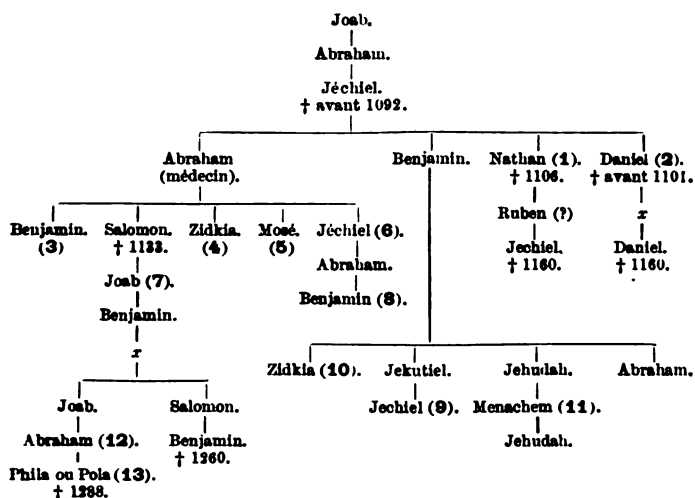 Joab.
Abraham.
Jéchiel.
† avant 1092.
Abraham Benjamin. Nathan (1). Daniel (2).
(médecin). † 1106. † avant 1101.
Benjamin. Salomon. Zidkia. Mosé. Jéchiel (6). Ruben (?) x
(3) † 1133. (4) (5)
Joab (7). Abraham. Jechiel. Daniel.
† 1160. † 1160.
Benjamin. Benjamin (8).
x
Zidkia (10). Jekutiel. Jehudah. Abraham.
Joab. Salomon. Jechiel (9). Menachem (11).
Abraham (12). Benjamin. Jehudah.
† 1260.
Phila ou Pola (13).
† 1288.